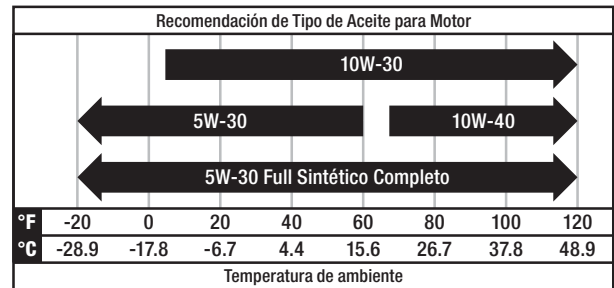 Recomendación de Tipo de Aceite para Motor
10W-30
5W-30 10W-40
5W-30 Full Sintético Completo
°F -20 0 20 40 60 80 100 120
°C -28.9 -17.8 -6.7 4.4 15.6 26.7 37.8 48.9
Temperatura de ambiente